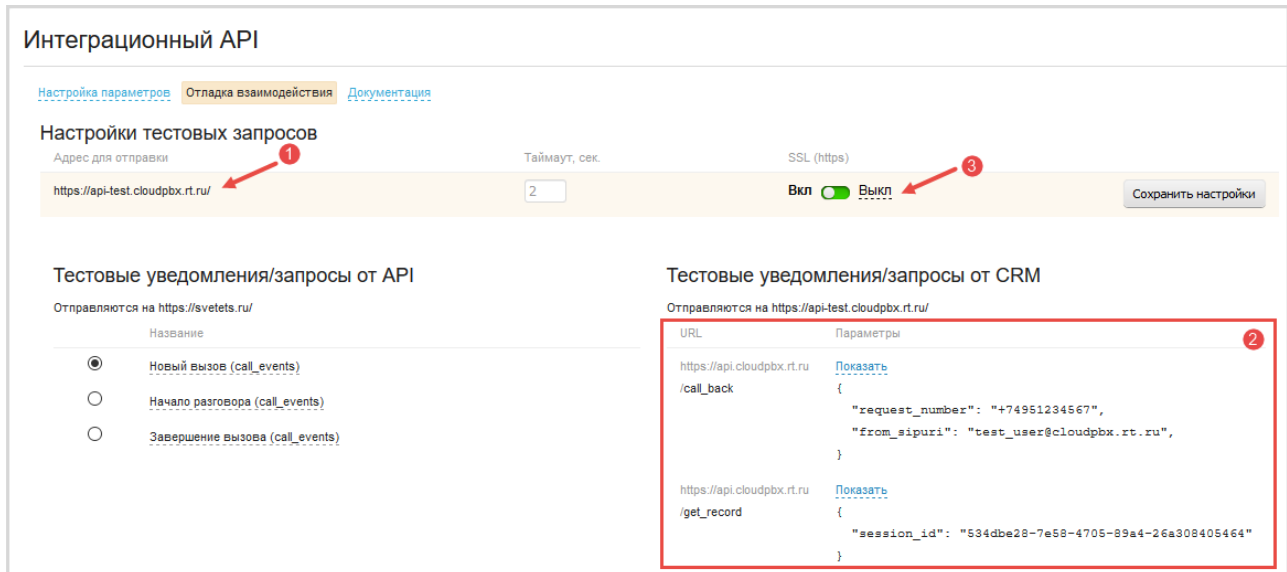 Интеграционный API
Настройка параметров Отладка взаимодействия Документация
Настройки тестовых запросов
Адрес для отправки Таймаут, сек. SSL (https)
1
3
https://api-test.cloudpbx.rt.ru/ 2 Вкл Выкл Сохранить настройки
Тестовые уведомления/запросы от API
Отправляются на https://svetets.ru/
Название
Новый вызов (call_events)
Начало разговора (call_events)
Завершение вызова (call_events)
Тестовые уведомления/запросы от CRM
Отправляются на https://api-test.cloudpbx.rt.ru/
URL Параметры
2
https://api.cloudpbx.rt.ru Показать
/call_back {
"request_number": "+74951234567",
"from_sipuri": "test_user@cloudpbx.rt.ru",
}
https://api.cloudpbx.rt.ru Показать
/get_record {
"session_id": "534dbe28-7e58-4705-89a4-26a308405464"
}